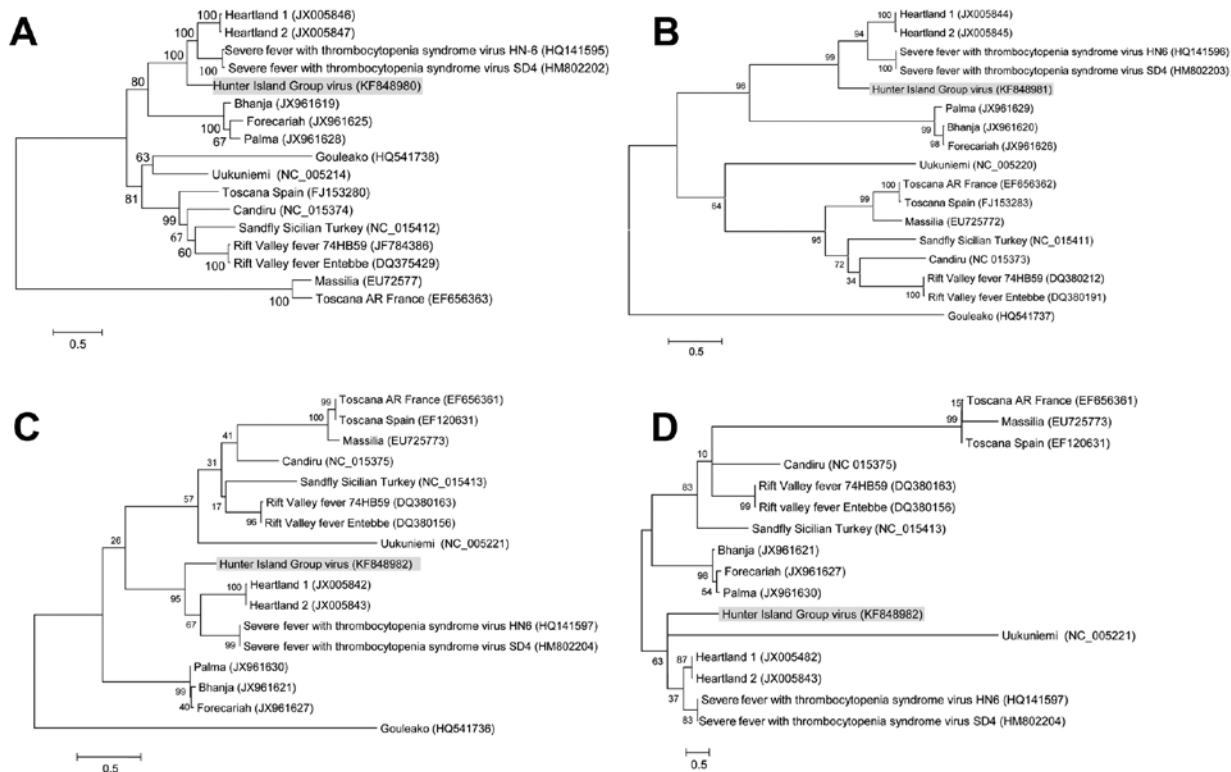 A
100
Heartland 1 (JX005846)
100
Heartland 2 (JX005847)
100
Severe fever with thrombocytopenia syndrome virus HN-6 (HQ141595)
100
Severe fever with thrombocytopenia syndrome virus SD4 (HM802202)
80
Hunter Island Group virus (KF848980)
Bhanja (JX961619)
100
Forecariah (JX961625)
67
Palma (JX961628)
63
Gouleako (HQ541738)
Uukuniemi (NC_005214)
81
Toscana Spain (FJ153280)
99
Candiru (NC_015374)
67
Sandfly Sicilian Turkey (NC_015412)
60
Rift Valley fever 74HB59 (JF784386)
100
Rift Valley fever Entebbe (DQ375429)
Massilia (EU72577)
100
Toscana AR France (EF656363)
0.5
B
100
Heartland 1 (JX005844)
94
Heartland 2 (JX005845)
99
Severe fever with thrombocytopenia syndrome virus HN6 (HQ141596)
100
Severe fever with thrombocytopenia syndrome virus SD4 (HM802203)
98
Hunter Island Group virus (KF848981)
Palma (JX961629)
99
Bhanja (JX961620)
98
Forecariah (JX961626)
Uukuniemi (NC_005220)
64
100
Toscana AR France (EF656362)
99
Toscana Spain (FJ153283)
Massilia (EU725772)
95
Sandfly Sicilian Turkey (NC_015411)
72
Candiru (NC 015373)
34
Rift Valley fever 74HB59 (DQ380212)
100
Rift Valley fever Entebbe (DQ380191)
Gouleako (HQ541737)
0.5
C
99
Toscana AR France (EF656361)
100
Toscana Spain (EF120631)
Massilia (EU725773)
41
Candiru (NC_015375)
31
Sandfly Sicilian Turkey (NC_015413)
57
17
Rift Valley fever 74HB59 (DQ380163)
96
Rift Valley fever Entebbe (DQ380156)
Uukuniemi (NC_005221)
26
Hunter Island Group virus (KF848982)
95
100
Heartland 1 (JX005842)
Heartland 2 (JX005843)
67
Severe fever with thrombocytopenia syndrome virus HN6 (HQ141597)
99
Severe fever with thrombocytopenia syndrome virus SD4 (HM802204)
Palma (JX961630)
99
Bhanja (JX961621)
40
Forecariah (JX961627)
Gouleako (HQ541736)
0.5
D
15
Toscana AR France (EF656361)
99
Massilia (EU725773)
Toscana Spain (EF120631)
10
Candiru (NC 015375)
83
Rift Valley fever 74HB59 (DQ380163)
99
Rift valley fever Entebbe (DQ380156)
Sandfly Sicilian Turkey (NC_015413)
Bhanja (JX961621)
98
Forecariah (JX961627)
54
Palma (JX961630)
Hunter Island Group virus (KF848982)
Uukuniemi (NC_005221)
63
87
Heartland 1 (JX005482)
Heartland 2 (JX005843)
37
Severe fever with thrombocytopenia syndrome virus HN6 (HQ141597)
83
Severe fever with thrombocytopenia syndrome virus SD4 (HM802204)
0.5